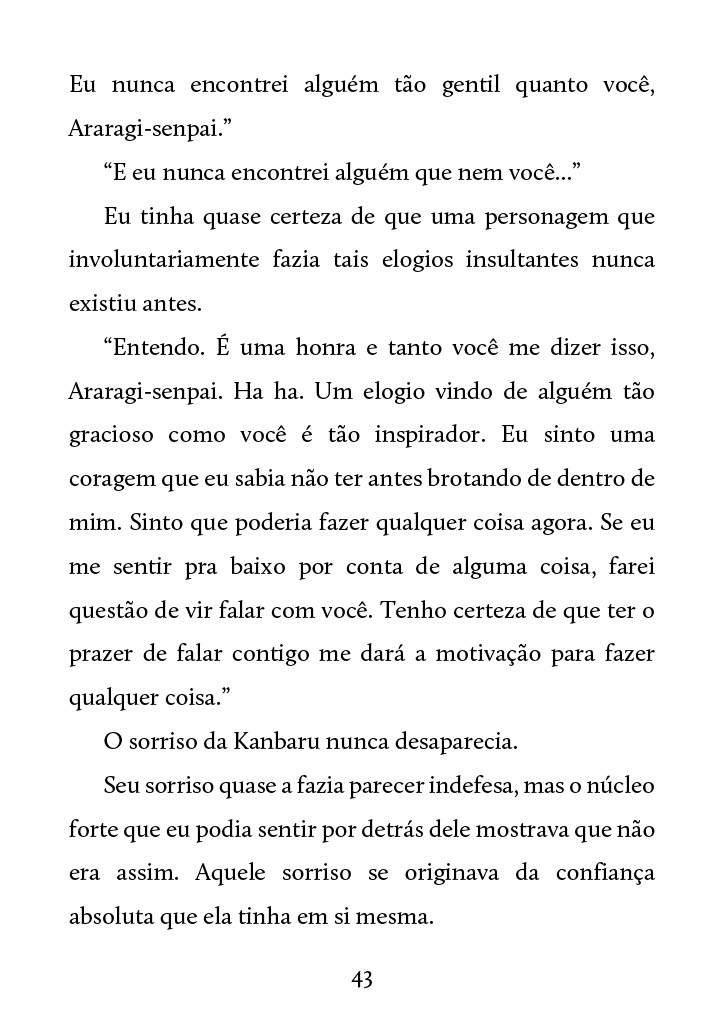 Eu nunca encontrei alguém tão gentil quanto você,
Araragi-senpai.”
“E eu nunca encontrei alguém que nem você...”
Eu tinha quase certeza de que uma personagem que
involuntariamente fazia tais elogios insultantes nunca
existiu antes.
“Entendo. É uma honra e tanto você me dizer isso,
Araragi-senpai. Ha ha. Um elogio vindo de alguém tão
gracioso como você é tão inspirador. Eu sinto uma
coragem que eu sabia não ter antes brotando de dentro de
mim. Sinto que poderia fazer qualquer coisa agora. Se eu
me sentir pra baixo por conta de alguma coisa, farei
questão de vir falar com você. Tenho certeza de que ter o
prazer de falar contigo me dará a motivação para fazer
qualquer coisa.”
O sorriso da Kanbaru nunca desaparecia.
Seu sorriso quase a fazia parecer indefesa, mas o núcleo
forte que eu podia sentir por detrás dele mostrava que não
era assim. Aquele sorriso se originava da confiança
absoluta que ela tinha em si mesma.
43